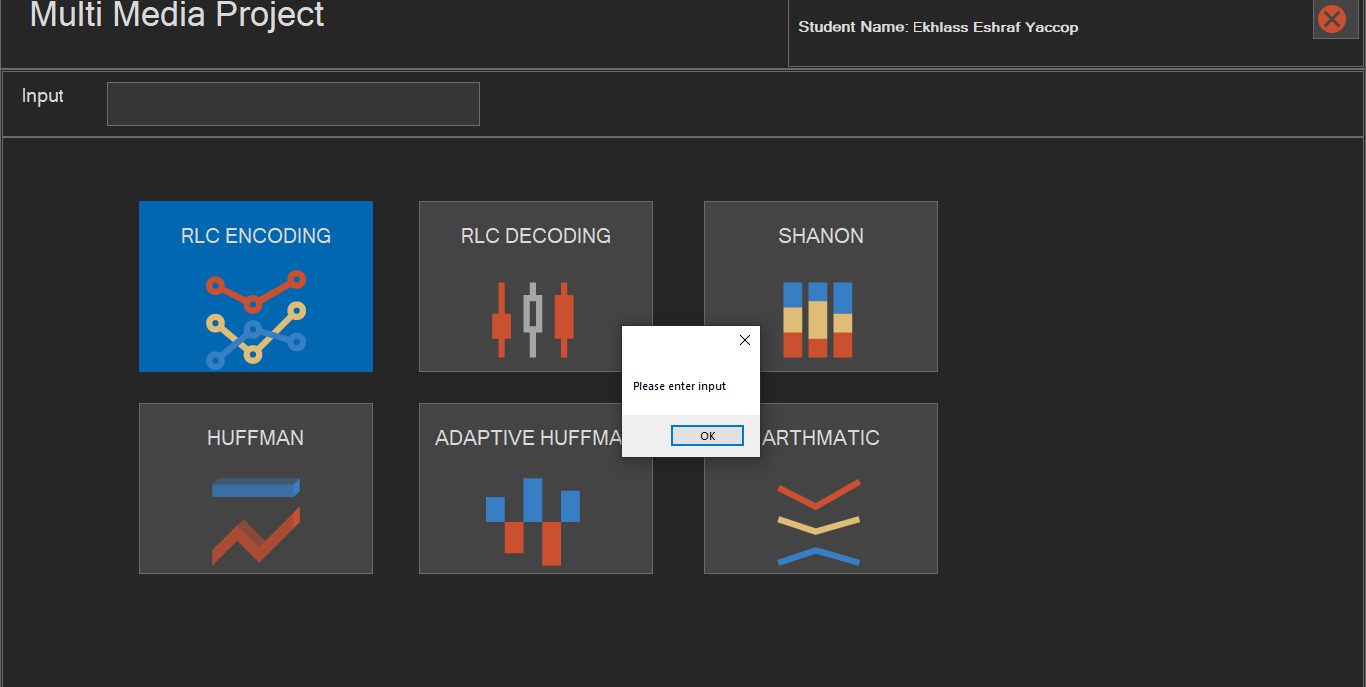 Multi Media Project
Student Name: Ekhlass Eshraf Yaccop
Input
RLC ENCODING
RLC DECODING
SHANON
Please enter input
OK
HUFFMAN
ADAPTIVE HUFFMA
ARTHMATIC